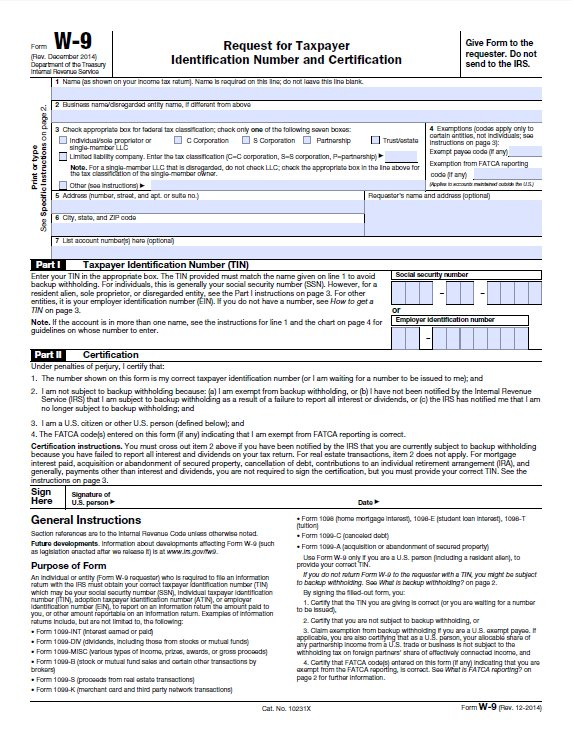 Form W-9
(Rev. December 2014)
Department of the Treasury
Internal Revenue Service
Request for Taxpayer
Identification Number and Certification
Give Form to the
requester. Do not
send to the IRS.
Print or type
See Specific Instructions on page 2.
1 Name (as shown on your income tax return). Name is required on this line; do not leave this line blank.
2 Business name/disregarded entity name, if different from above
3 Check appropriate box for federal tax classification; check only one of the following seven boxes:
Individual/sole proprietor or single-member LLC
C Corporation
S Corporation
Partnership
Trust/estate
Limited liability company. Enter the tax classification (C=C corporation, S=S corporation, P=partnership) ▶
Note. For a single-member LLC that is disregarded, do not check LLC; check the appropriate box in the line above for
the tax classification of the single-member owner.
Other (see instructions) ▶
4 Exemptions (codes apply only to
certain entities, not individuals; see
instructions on page 3):
Exempt payee code (if any)
Exemption from FATCA reporting
code (if any)
(Applies to accounts maintained outside the U.S.)
5 Address (number, street, and apt. or suite no.)
Requester's name and address (optional)
6 City, state, and ZIP code
7 List account number(s) here (optional)
Part I Taxpayer Identification Number (TIN)
Enter your TIN in the appropriate box. The TIN provided must match the name given on line 1 to avoid
backup withholding. For individuals, this is generally your social security number (SSN). However, for a
resident alien, sole proprietor, or disregarded entity, see the Part I instructions on page 3. For other
entities, it is your employer identification number (EIN). If you do not have a number, see How to get a
TIN on page 3.
Note. If the account is in more than one name, see the instructions for line 1 and the chart on page 4 for
guidelines on whose number to enter.
Social security number
– –
or
Employer identification number
–
Part II Certification
Under penalties of perjury, I certify that:
1. The number shown on this form is my correct taxpayer identification number (or I am waiting for a number to be issued to me); and
2. I am not subject to backup withholding because: (a) I am exempt from backup withholding, or (b) I have not been notified by the Internal Revenue
Service (IRS) that I am subject to backup withholding as a result of a failure to report all interest or dividends, or (c) the IRS has notified me that I am
no longer subject to backup withholding; and
3. I am a U.S. citizen or other U.S. person (defined below); and
4. The FATCA code(s) entered on this form (if any) indicating that I am exempt from FATCA reporting is correct.
Certification instructions. You must cross out item 2 above if you have been notified by the IRS that you are currently subject to backup withholding
because you have failed to report all interest and dividends on your tax return. For real estate transactions, item 2 does not apply. For mortgage
interest paid, acquisition or abandonment of secured property, cancellation of debt, contributions to an individual retirement arrangement (IRA), and
generally, payments other than interest and dividends, you are not required to sign the certification, but you must provide your correct TIN. See the
instructions on page 3.
Sign
Here
Signature of
U.S. person ▶
Date ▶
General Instructions
Section references are to the Internal Revenue Code unless otherwise noted.
Future developments. Information about developments affecting Form W-9 (such
as legislation enacted after we release it) is at www.irs.gov/fw9.
Purpose of Form
An individual or entity (Form W-9 requester) who is required to file an information
return with the IRS must obtain your correct taxpayer identification number (TIN)
which may be your social security number (SSN), individual taxpayer identification
number (ITIN), adoption taxpayer identification number (ATIN), or employer
identification number (EIN), to report on an information return the amount paid to
you, or other amount reportable on an information return. Examples of information
returns include, but are not limited to, the following:
• Form 1099-INT (interest earned or paid)
• Form 1099-DIV (dividends, including those from stocks or mutual funds)
• Form 1099-MISC (various types of income, prizes, awards, or gross proceeds)
• Form 1099-B (stock or mutual fund sales and certain other transactions by
brokers)
• Form 1099-S (proceeds from real estate transactions)
• Form 1099-K (merchant card and third party network transactions)
• Form 1098 (home mortgage interest), 1098-E (student loan interest), 1098-T
(tuition)
• Form 1099-C (canceled debt)
• Form 1099-A (acquisition or abandonment of secured property)
Use Form W-9 only if you are a U.S. person (including a resident alien), to
provide your correct TIN.
If you do not return Form W-9 to the requester with a TIN, you might be subject
to backup withholding. See What is backup withholding? on page 2.
By signing the filled-out form, you:
1. Certify that the TIN you are giving is correct (or you are waiting for a number
to be issued),
2. Certify that you are not subject to backup withholding, or
3. Claim exemption from backup withholding if you are a U.S. exempt payee. If
applicable, you are also certifying that as a U.S. person, your allocable share of
any partnership income from a U.S. trade or business is not subject to the
withholding tax on foreign partners' share of effectively connected income, and
4. Certify that FATCA code(s) entered on this form (if any) indicating that you are
exempt from the FATCA reporting, is correct. See What is FATCA reporting? on
page 2 for further information.
Cat. No. 10231X
Form W-9 (Rev. 12-2014)